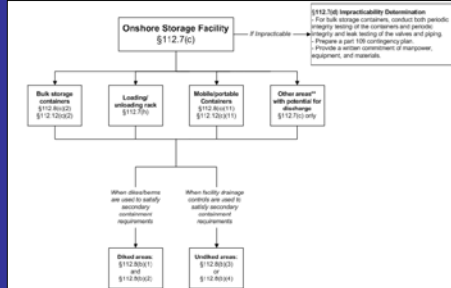 Onshore Storage Facility
§112.7(c)
If Impracticable
§112.7(d) Impracticability Determination
- For bulk storage containers, conduct both periodic
integrity testing of the containers and periodic
integrity and leak testing of the valves and piping.
- Prepare a part 109 contingency plan.
- Provide a written commitment of manpower,
equipment, and materials.
Bulk storage
containers
§112.8(c)(2)
§112.12(c)(2)
Loading/
unloading rack
§112.7(h)
Mobile/portable
Containers
§112.8(c)(11)
§112.12(c)(11)
Other areas**
with potential for
discharge
§112.7(c) only
When dikes/berms
are used to satisfy
secondary
containment
requirements
When facility drainage
controls are used to
satisfy secondary
containment
requirements
Diked areas:
§112.8(b)(1)
and
§112.8(b)(2)
Undiked areas:
§112.8(b)(3)
or
§112.8(b)(4)